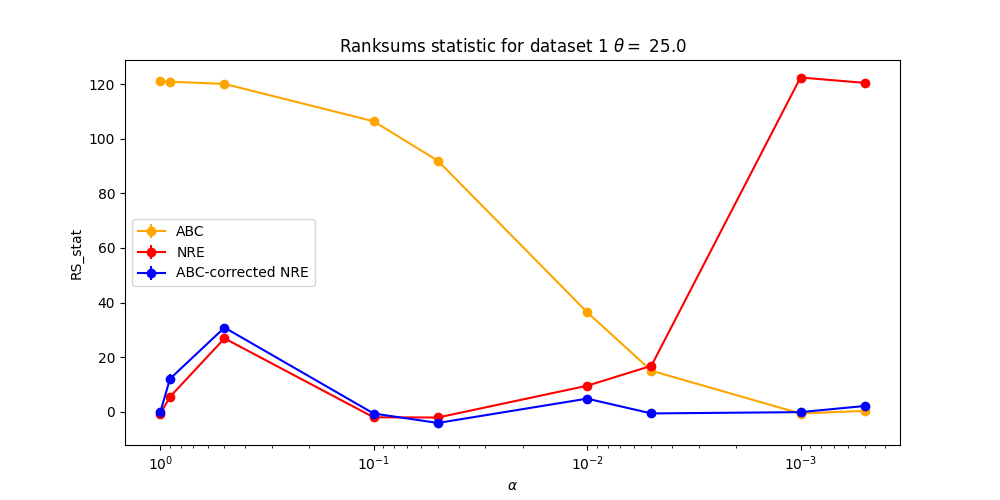 Ranksums statistic for dataset 1 θ = 25.0
120
100
80
60
40
20
0
RS_stat
ABC
NRE
ABC-corrected NRE
10⁰
10⁻¹
10⁻²
10⁻³
α